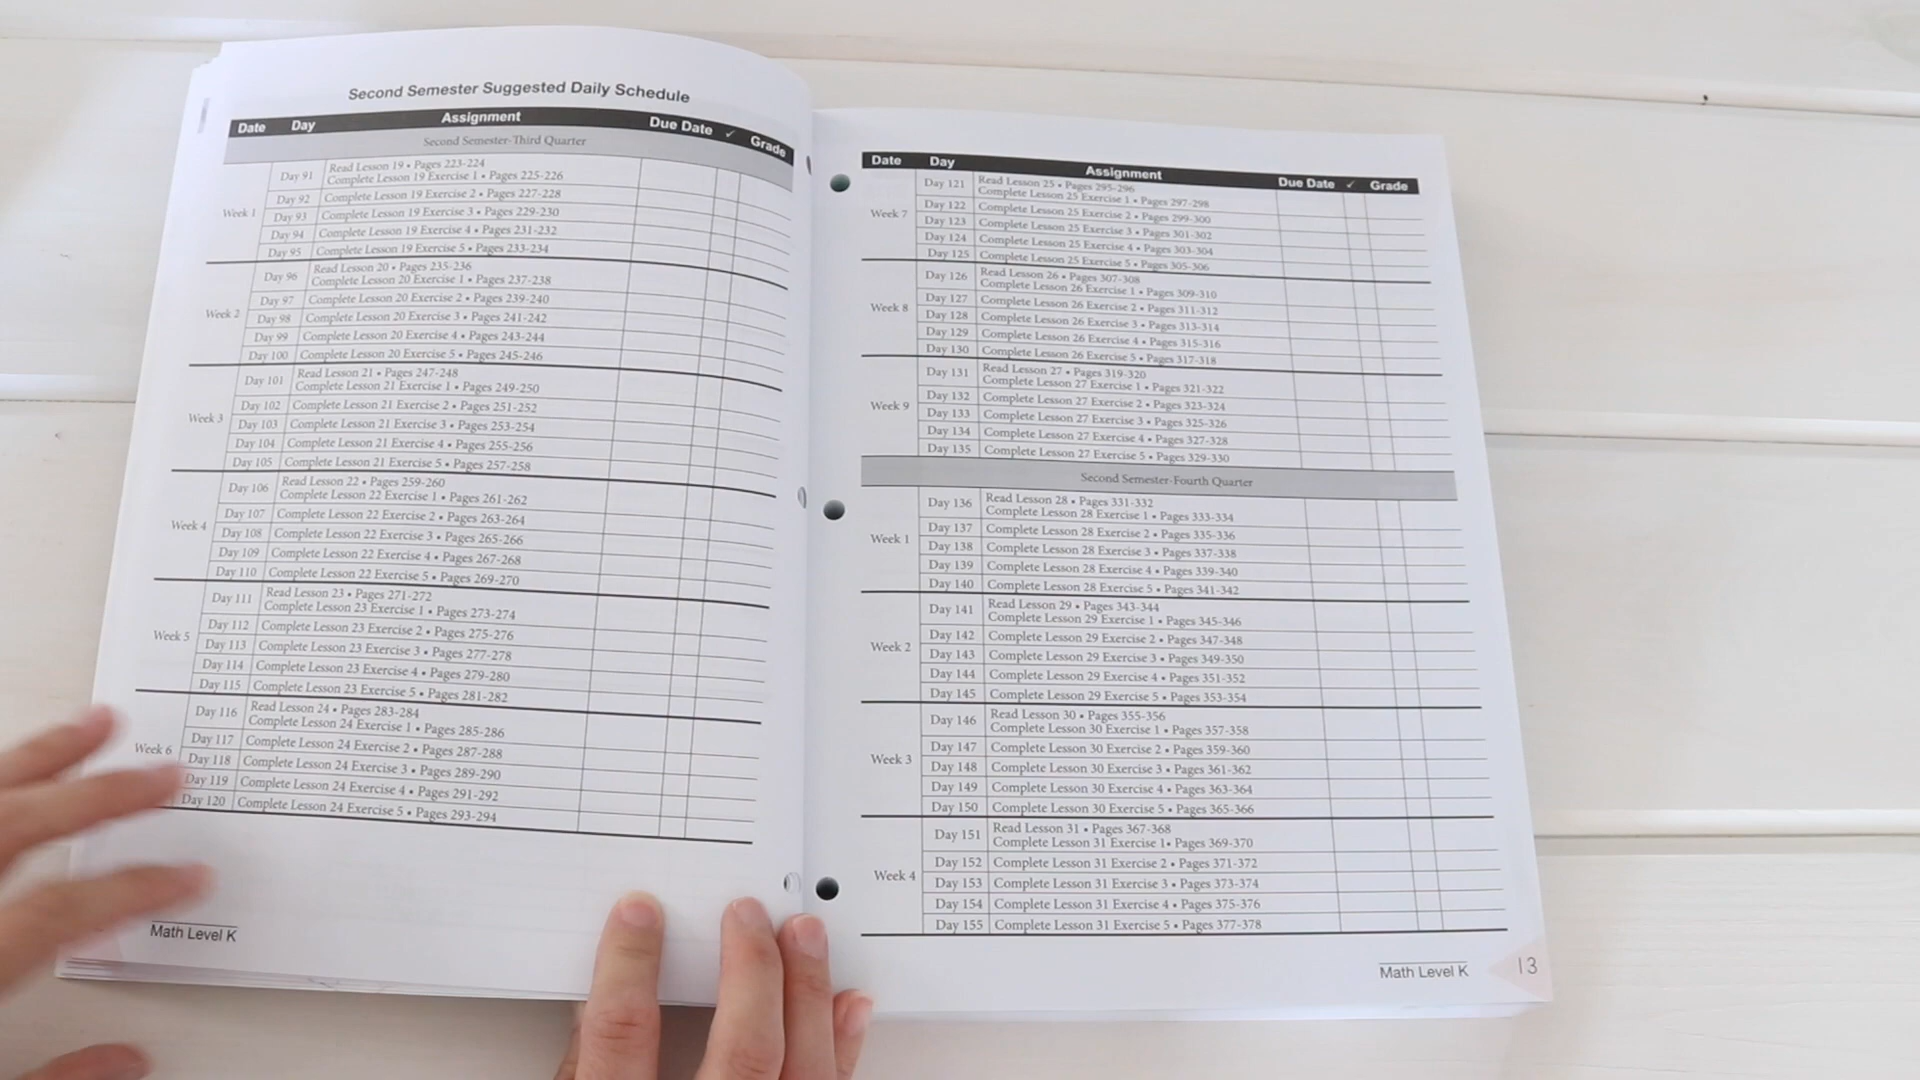 Second Semester Suggested Daily Schedule
Date Day Assignment Due Date ✓ Grade
Second Semester-Third Quarter
Week 1
Day 91 Read Lesson 19 • Pages 223-224
Complete Lesson 19 Exercise 1 • Pages 225-226
Day 92 Complete Lesson 19 Exercise 2 • Pages 227-228
Day 93 Complete Lesson 19 Exercise 3 • Pages 229-230
Day 94 Complete Lesson 19 Exercise 4 • Pages 231-232
Day 95 Complete Lesson 19 Exercise 5 • Pages 233-234
Week 2
Day 96 Read Lesson 20 • Pages 235-236
Complete Lesson 20 Exercise 1 • Pages 237-238
Day 97 Complete Lesson 20 Exercise 2 • Pages 239-240
Day 98 Complete Lesson 20 Exercise 3 • Pages 241-242
Day 99 Complete Lesson 20 Exercise 4 • Pages 243-244
Day 100 Complete Lesson 20 Exercise 5 • Pages 245-246
Week 3
Day 101 Read Lesson 21 • Pages 247-248
Complete Lesson 21 Exercise 1 • Pages 249-250
Day 102 Complete Lesson 21 Exercise 2 • Pages 251-252
Day 103 Complete Lesson 21 Exercise 3 • Pages 253-254
Day 104 Complete Lesson 21 Exercise 4 • Pages 255-256
Day 105 Complete Lesson 21 Exercise 5 • Pages 257-258
Week 4
Day 106 Read Lesson 22 • Pages 259-260
Complete Lesson 22 Exercise 1 • Pages 261-262
Day 107 Complete Lesson 22 Exercise 2 • Pages 263-264
Day 108 Complete Lesson 22 Exercise 3 • Pages 265-266
Day 109 Complete Lesson 22 Exercise 4 • Pages 267-268
Day 110 Complete Lesson 22 Exercise 5 • Pages 269-270
Week 5
Day 111 Read Lesson 23 • Pages 271-272
Complete Lesson 23 Exercise 1 • Pages 273-274
Day 112 Complete Lesson 23 Exercise 2 • Pages 275-276
Day 113 Complete Lesson 23 Exercise 3 • Pages 277-278
Day 114 Complete Lesson 23 Exercise 4 • Pages 279-280
Day 115 Complete Lesson 23 Exercise 5 • Pages 281-282
Week 6
Day 116 Read Lesson 24 • Pages 283-284
Complete Lesson 24 Exercise 1 • Pages 285-286
Day 117 Complete Lesson 24 Exercise 2 • Pages 287-288
Day 118 Complete Lesson 24 Exercise 3 • Pages 289-290
Day 119 Complete Lesson 24 Exercise 4 • Pages 291-292
Day 120 Complete Lesson 24 Exercise 5 • Pages 293-294
Math Level K
Date Day Assignment Due Date ✓ Grade
Week 7
Day 121 Read Lesson 25 • Pages 295-296
Complete Lesson 25 Exercise 1 • Pages 297-298
Day 122 Complete Lesson 25 Exercise 2 • Pages 299-300
Day 123 Complete Lesson 25 Exercise 3 • Pages 301-302
Day 124 Complete Lesson 25 Exercise 4 • Pages 303-304
Day 125 Complete Lesson 25 Exercise 5 • Pages 305-306
Week 8
Day 126 Read Lesson 26 • Pages 307-308
Complete Lesson 26 Exercise 1 • Pages 309-310
Day 127 Complete Lesson 26 Exercise 2 • Pages 311-312
Day 128 Complete Lesson 26 Exercise 3 • Pages 313-314
Day 129 Complete Lesson 26 Exercise 4 • Pages 315-316
Day 130 Complete Lesson 26 Exercise 5 • Pages 317-318
Week 9
Day 131 Read Lesson 27 • Pages 319-320
Complete Lesson 27 Exercise 1 • Pages 321-322
Day 132 Complete Lesson 27 Exercise 2 • Pages 323-324
Day 133 Complete Lesson 27 Exercise 3 • Pages 325-326
Day 134 Complete Lesson 27 Exercise 4 • Pages 327-328
Day 135 Complete Lesson 27 Exercise 5 • Pages 329-330
Second Semester-Fourth Quarter
Week 1
Day 136 Read Lesson 28 • Pages 331-332
Complete Lesson 28 Exercise 1 • Pages 333-334
Day 137 Complete Lesson 28 Exercise 2 • Pages 335-336
Day 138 Complete Lesson 28 Exercise 3 • Pages 337-338
Day 139 Complete Lesson 28 Exercise 4 • Pages 339-340
Day 140 Complete Lesson 28 Exercise 5 • Pages 341-342
Week 2
Day 141 Read Lesson 29 • Pages 343-344
Complete Lesson 29 Exercise 1 • Pages 345-346
Day 142 Complete Lesson 29 Exercise 2 • Pages 347-348
Day 143 Complete Lesson 29 Exercise 3 • Pages 349-350
Day 144 Complete Lesson 29 Exercise 4 • Pages 351-352
Day 145 Complete Lesson 29 Exercise 5 • Pages 353-354
Week 3
Day 146 Read Lesson 30 • Pages 355-356
Complete Lesson 30 Exercise 1 • Pages 357-358
Day 147 Complete Lesson 30 Exercise 2 • Pages 359-360
Day 148 Complete Lesson 30 Exercise 3 • Pages 361-362
Day 149 Complete Lesson 30 Exercise 4 • Pages 363-364
Day 150 Complete Lesson 30 Exercise 5 • Pages 365-366
Week 4
Day 151 Read Lesson 31 • Pages 367-368
Complete Lesson 31 Exercise 1• Pages 369-370
Day 152 Complete Lesson 31 Exercise 2 • Pages 371-372
Day 153 Complete Lesson 31 Exercise 3 • Pages 373-374
Day 154 Complete Lesson 31 Exercise 4 • Pages 375-376
Day 155 Complete Lesson 31 Exercise 5 • Pages 377-378
Math Level K 13